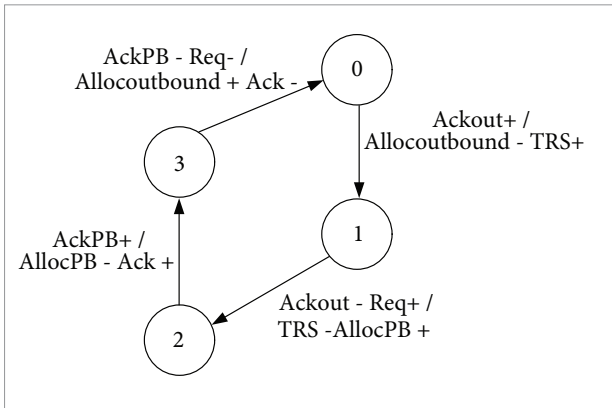 AckPB - Req- /
Allocoutbound + Ack -
0
Ackout+ /
Allocoutbound - TRS+
3
1
AckPB+ /
AllocPB - Ack +
Ackout - Req+ /
TRS -AllocPB +
2